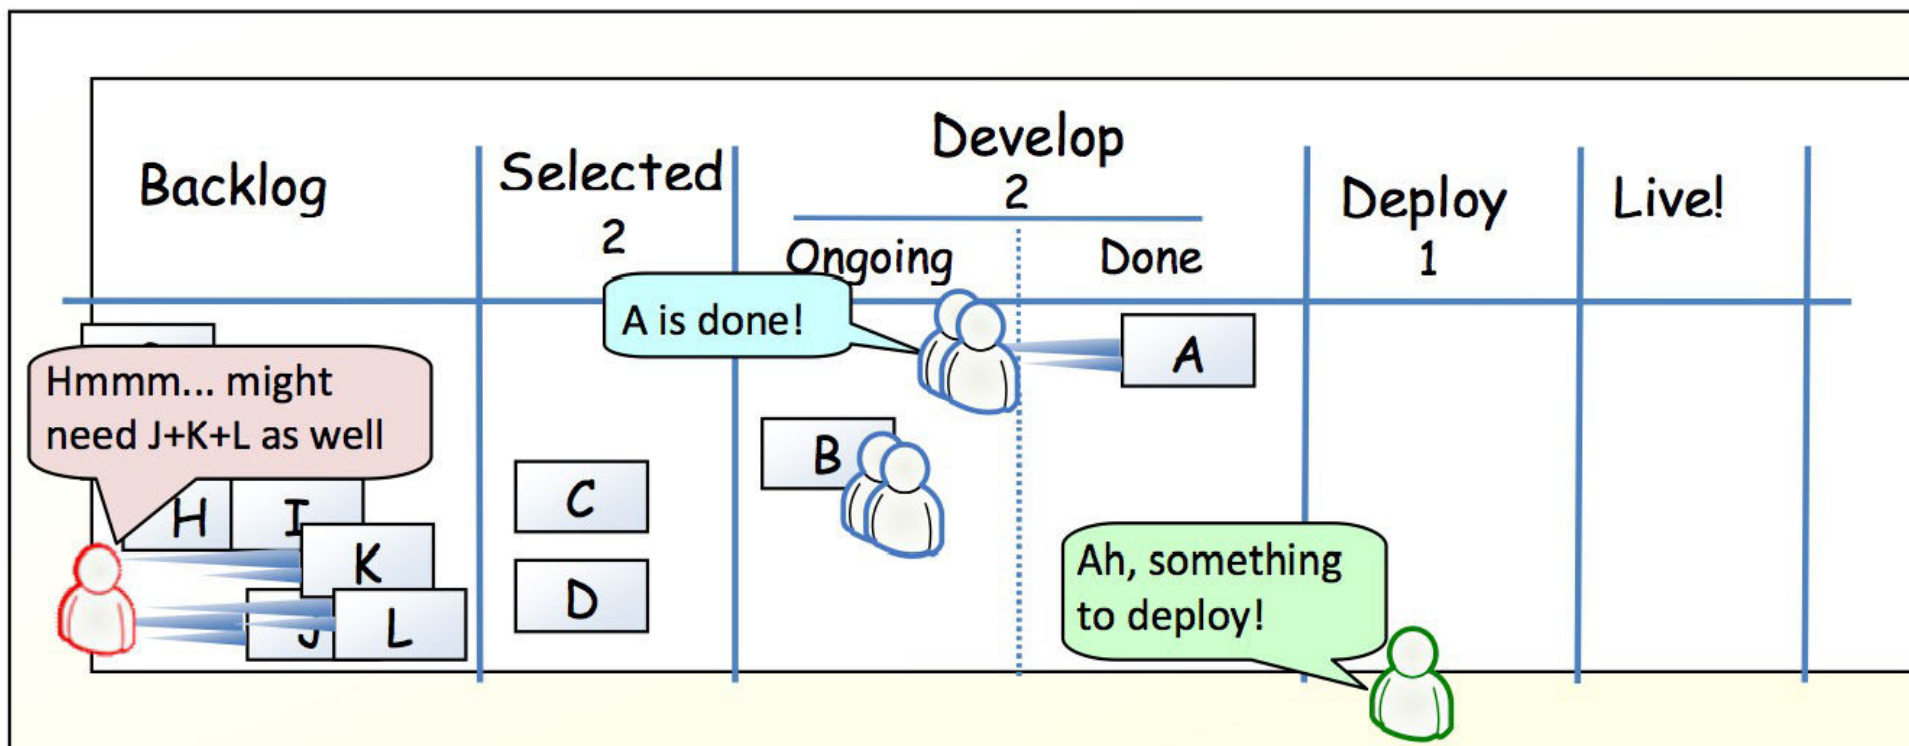 Backlog
Selected
2
Develop
2
Ongoing
Done
Deploy
1
Live!
A is done!
A
Hmmm... might
need J+K+L as well
B
C
H
I
K
D
J
L
Ah, something
to deploy!